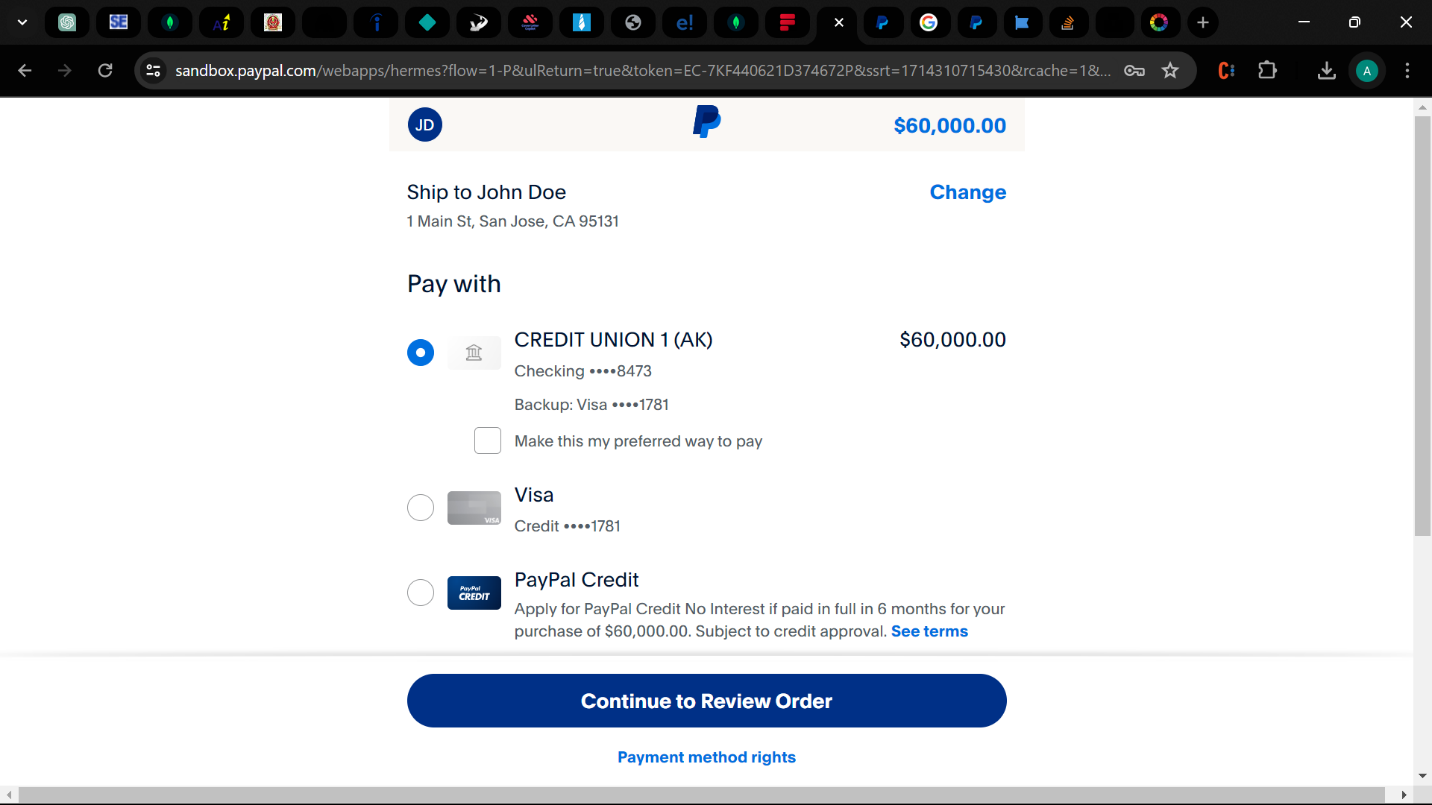 SE
Ai
e!
sandbox.paypal.com/webapps/hermes?flow=1-P&ulReturn=true&token=EC-7KF440621D374672P&ssrt=1714310715430&rcache=1&...
A
JD
$60,000.00
Ship to John Doe
Change
1 Main St, San Jose, CA 95131
Pay with
CREDIT UNION 1 (AK)
$60,000.00
Checking ••••8473
Backup: Visa ••••1781
Make this my preferred way to pay
VISA
Visa
Credit ••••1781
PayPal
CREDIT
PayPal Credit
Apply for PayPal Credit No Interest if paid in full in 6 months for your
purchase of $60,000.00. Subject to credit approval. See terms
Continue to Review Order
Payment method rights